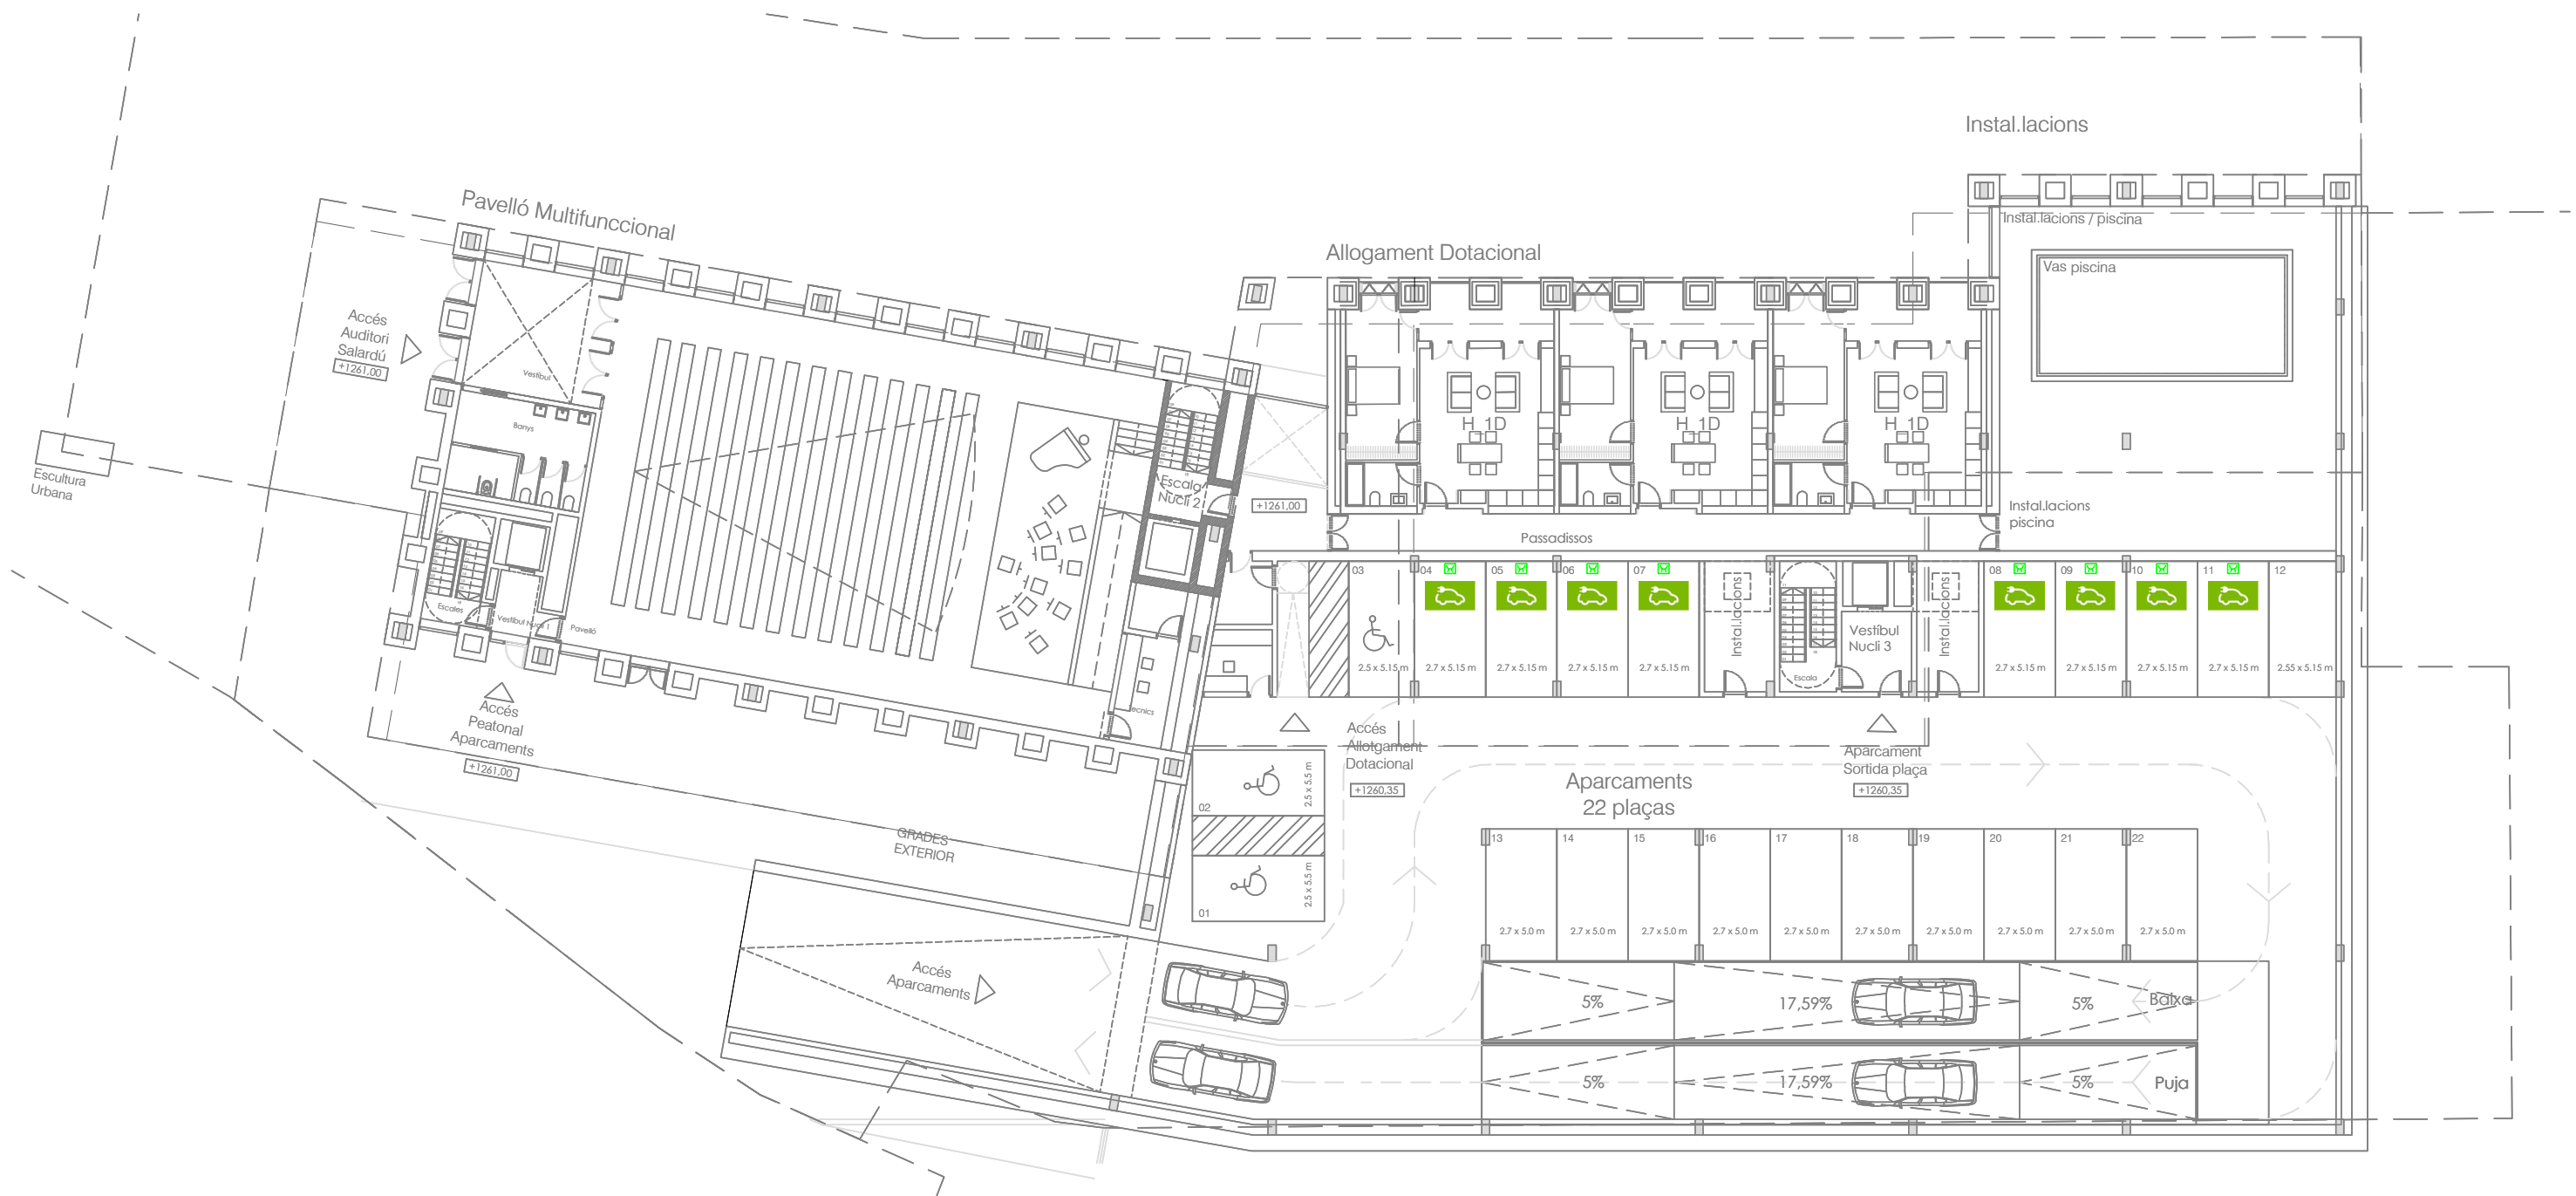 Instal.lacions
Pavelló Multifunccional
Instal.lacions / piscina
Allogament Dotacional
Vas piscina
Accés
Auditori
Salardú
+1261,00
Vestíbul
Banys
H_1D
H_1D
H_1D
Escultura
Urbana
Escala
Nucli 2
+1261,00
Instal.lacions
piscina
Passadissos
03
04
05
06
07
08
09
10
11
12
Instal.lacions
Instal.lacions
Escales
Vestíbul Nucli 1
Pavelló
Vestíbul
Nucli 3
Escala
2.5 x 5.15 m
2.7 x 5.15 m
2.7 x 5.15 m
2.7 x 5.15 m
2.7 x 5.15 m
2.7 x 5.15 m
2.7 x 5.15 m
2.7 x 5.15 m
2.7 x 5.15 m
2.55 x 5.15 m
Tecnics
Accés
Peatonal
Aparcaments
+1261,00
Accés
Allotgament
Dotacional
+1260,35
Aparcament
Sortida plaça
+1260,35
2.5 x 5.5 m
02
Aparcaments
22 plaças
GRADES
EXTERIOR
13
14
15
16
17
18
19
20
21
22
2.5 x 5.5 m
01
2.7 x 5.0 m
2.7 x 5.0 m
2.7 x 5.0 m
2.7 x 5.0 m
2.7 x 5.0 m
2.7 x 5.0 m
2.7 x 5.0 m
2.7 x 5.0 m
2.7 x 5.0 m
2.7 x 5.0 m
Accés
Aparcaments
5%
17,59%
5%
Baixa
5%
17,59%
5%
Puja